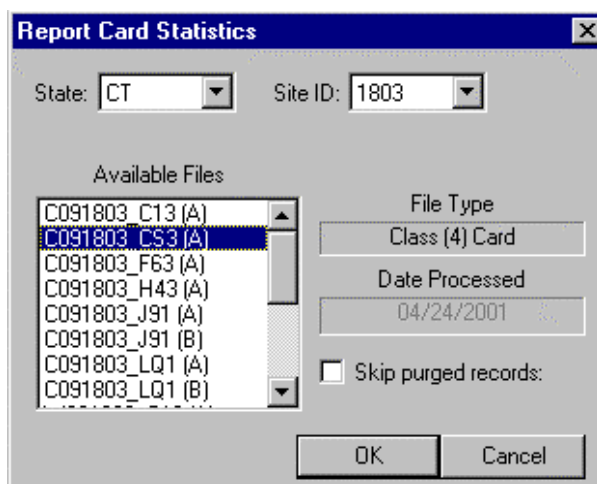 Report Card Statistics
State: CT Site ID: 1803
Available Files
C091803_C13 (A)
C091803_CS3 (A)
C091803_F63 (A)
C091803_H43 (A)
C091803_J91 (A)
C091803_J91 (B)
C091803_LQ1 (A)
C091803_LQ1 (B)
File Type
Class (4) Card
Date Processed
04/24/2001
Skip purged records:
OK Cancel